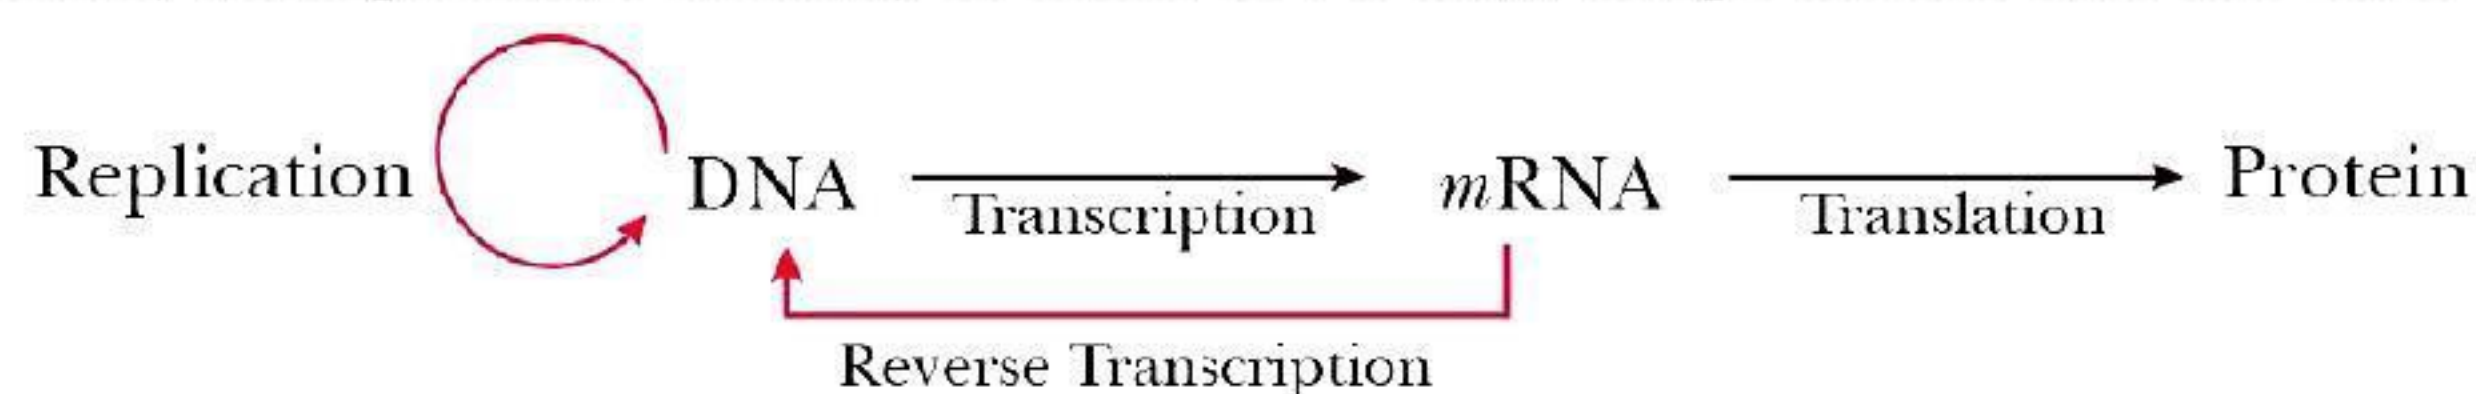 Replication DNA mRNA Protein
Transcription Translation
Reverse Transcription